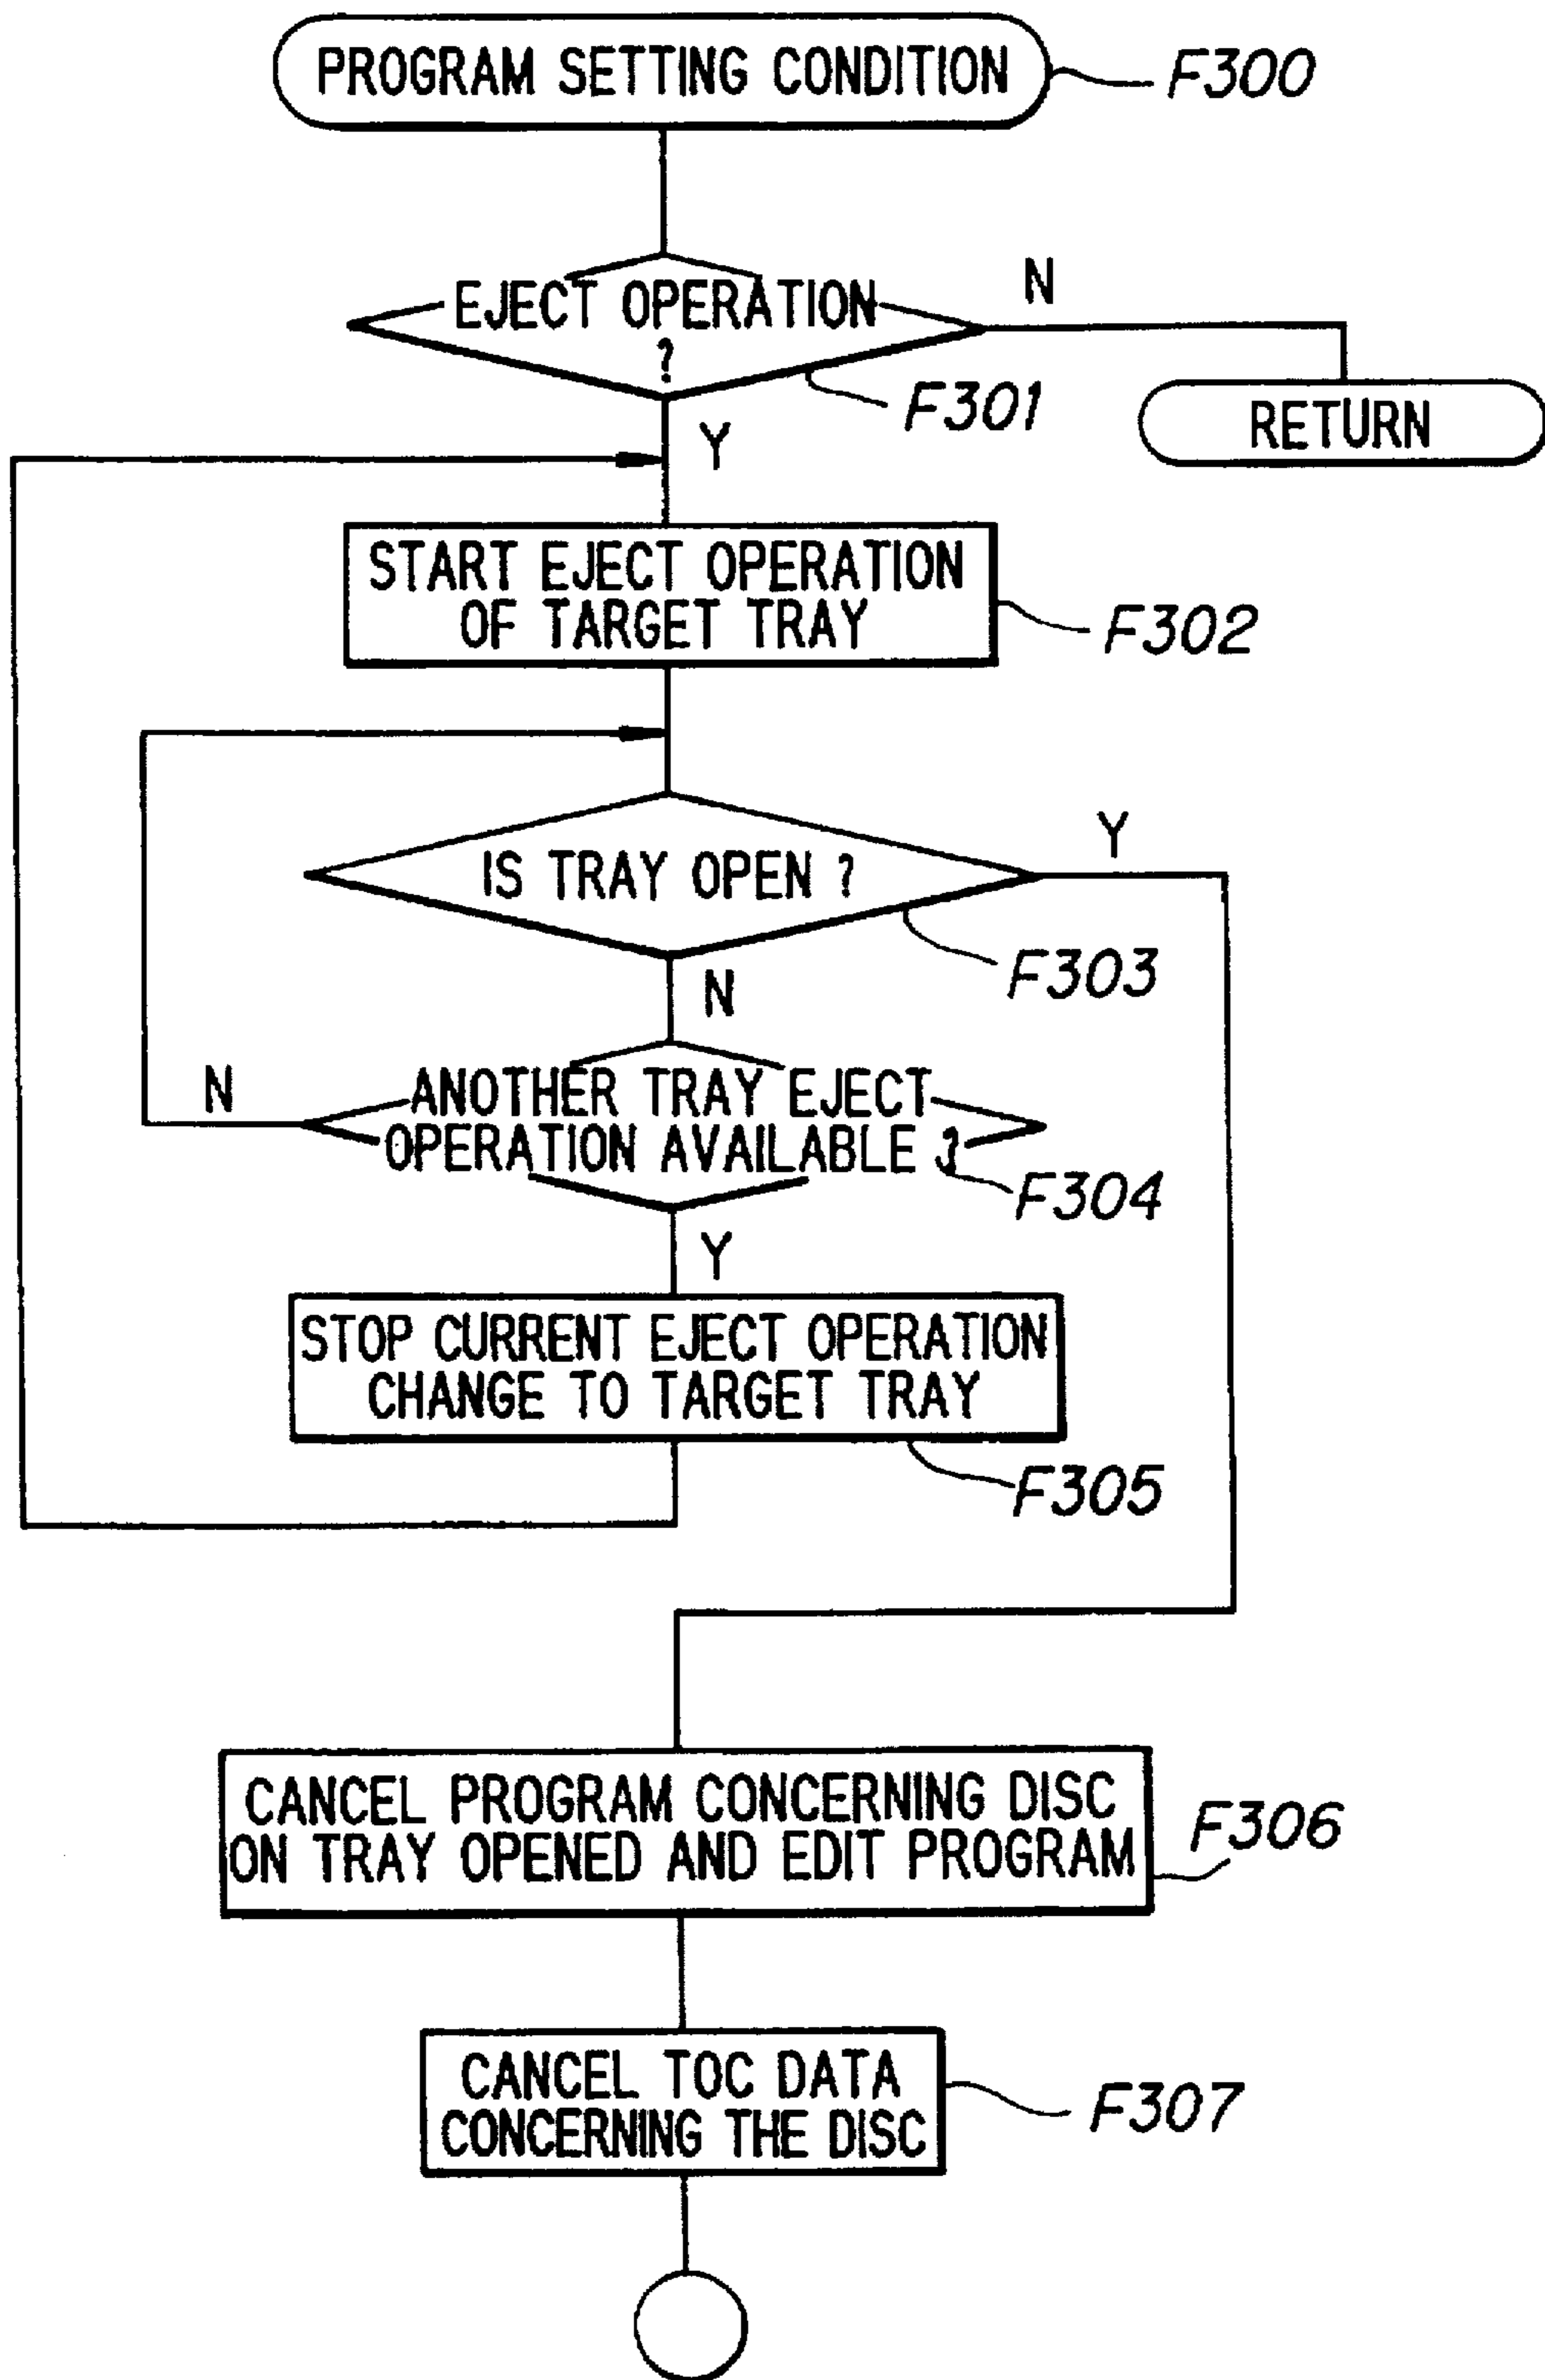 PROGRAM SETTING CONDITION
F300
EJECT OPERATION
?
N
F301
RETURN
Y
START EJECT OPERATION
OF TARGET TRAY
F302
IS TRAY OPEN ?
Y
F303
N
ANOTHER TRAY EJECT
OPERATION AVAILABLE ?
N
F304
Y
STOP CURRENT EJECT OPERATION
CHANGE TO TARGET TRAY
F305
CANCEL PROGRAM CONCERNING DISC
ON TRAY OPENED AND EDIT PROGRAM
F306
CANCEL TOC DATA
CONCERNING THE DISC
F307